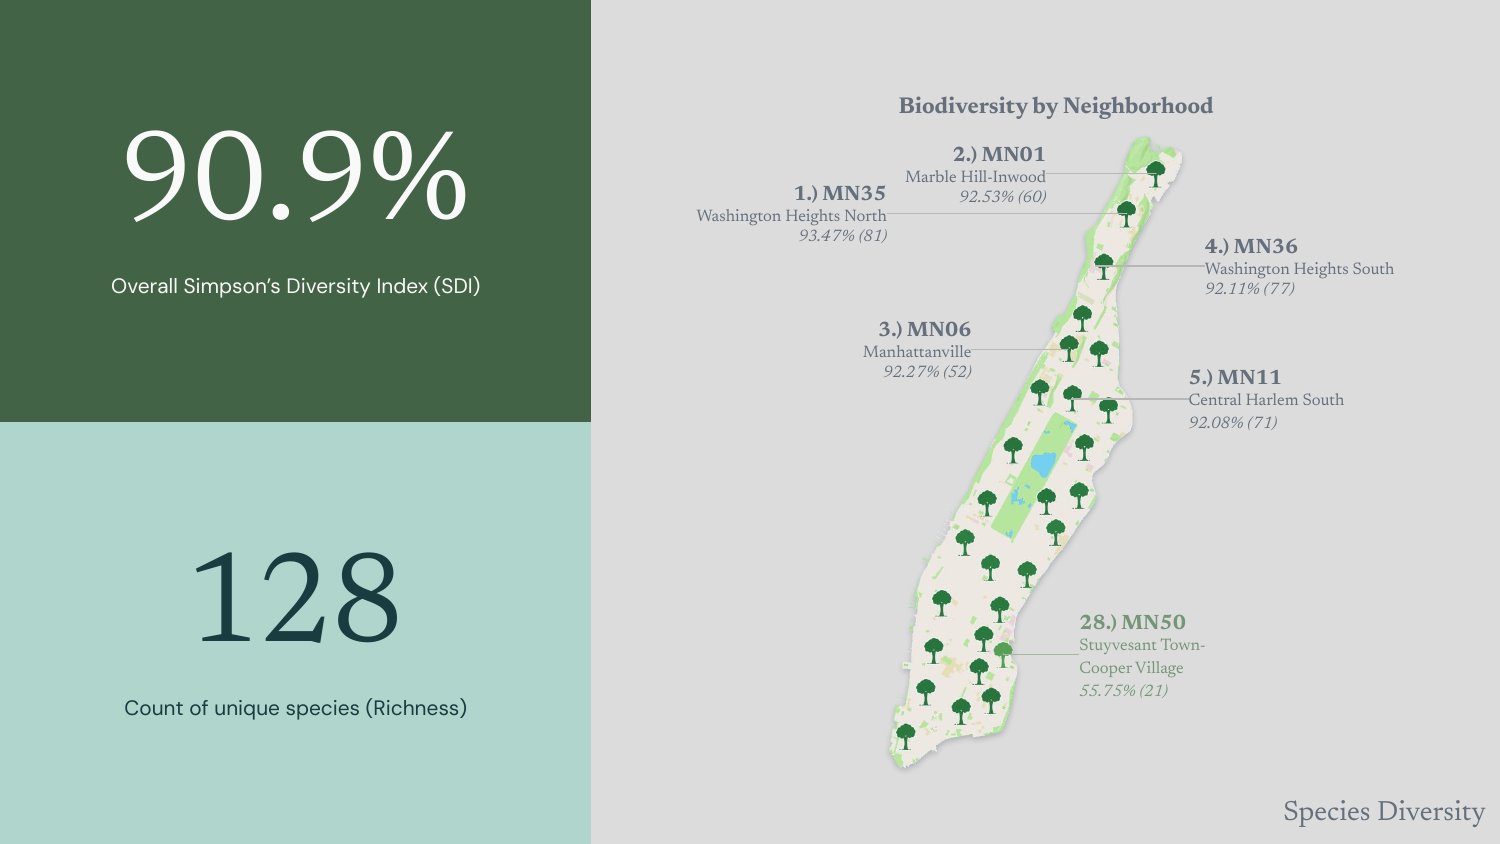 90.9%
Overall Simpson’s Diversity Index (SDI)
128
Count of unique species (Richness)
Biodiversity by Neighborhood
2.) MN01
Marble Hill-Inwood
92.53% (60)
1.) MN35
Washington Heights North
93.47% (81)
4.) MN36
Washington Heights South
92.11% (77)
3.) MN06
Manhattanville
92.27% (52)
5.) MN11
Central Harlem South
92.08% (71)
28.) MN50
Stuyvesant Town-
Cooper Village
55.75% (21)
Species Diversity